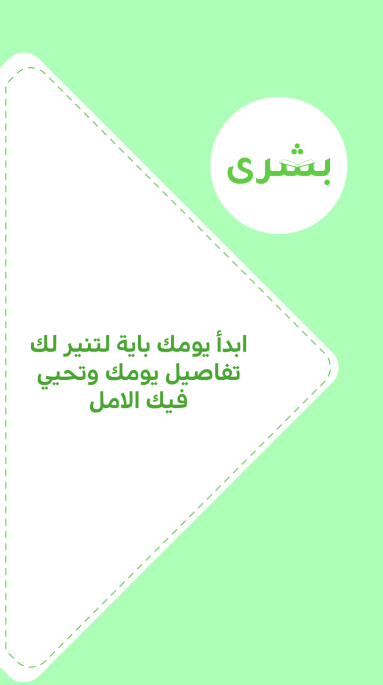 بشرى
ابدأ يومك باية لتنير لك
تفاصيل يومك وتحيي
فيك الامل